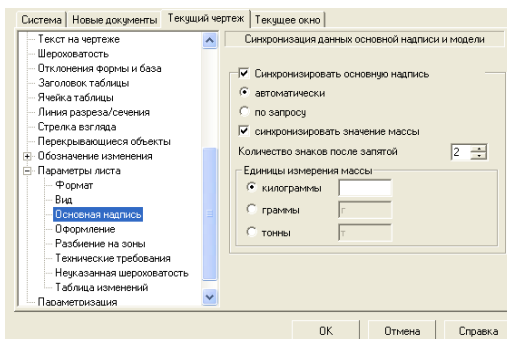 Система Новые документы Текущий чертеж Текущее окно
Текст на чертеже
Шероховатость
Отклонения формы и база
Заголовок таблицы
Ячейка таблицы
Линия разреза/сечения
Стрелка взгляда
Перекрывающиеся объекты
Обозначение изменения
Параметры листа
Формат
Вид
Основная надпись
Оформление
Разбиение на зоны
Технические требования
Неуказанная шероховатость
Таблица изменений
Параметризация
Синхронизация данных основной надписи и модели
Синхронизировать основную надпись
автоматически
по запросу
синхронизировать значение массы
Количество знаков после запятой 2
Единицы измерения массы
килограммы
граммы г
тонны т
OK Отмена Справка